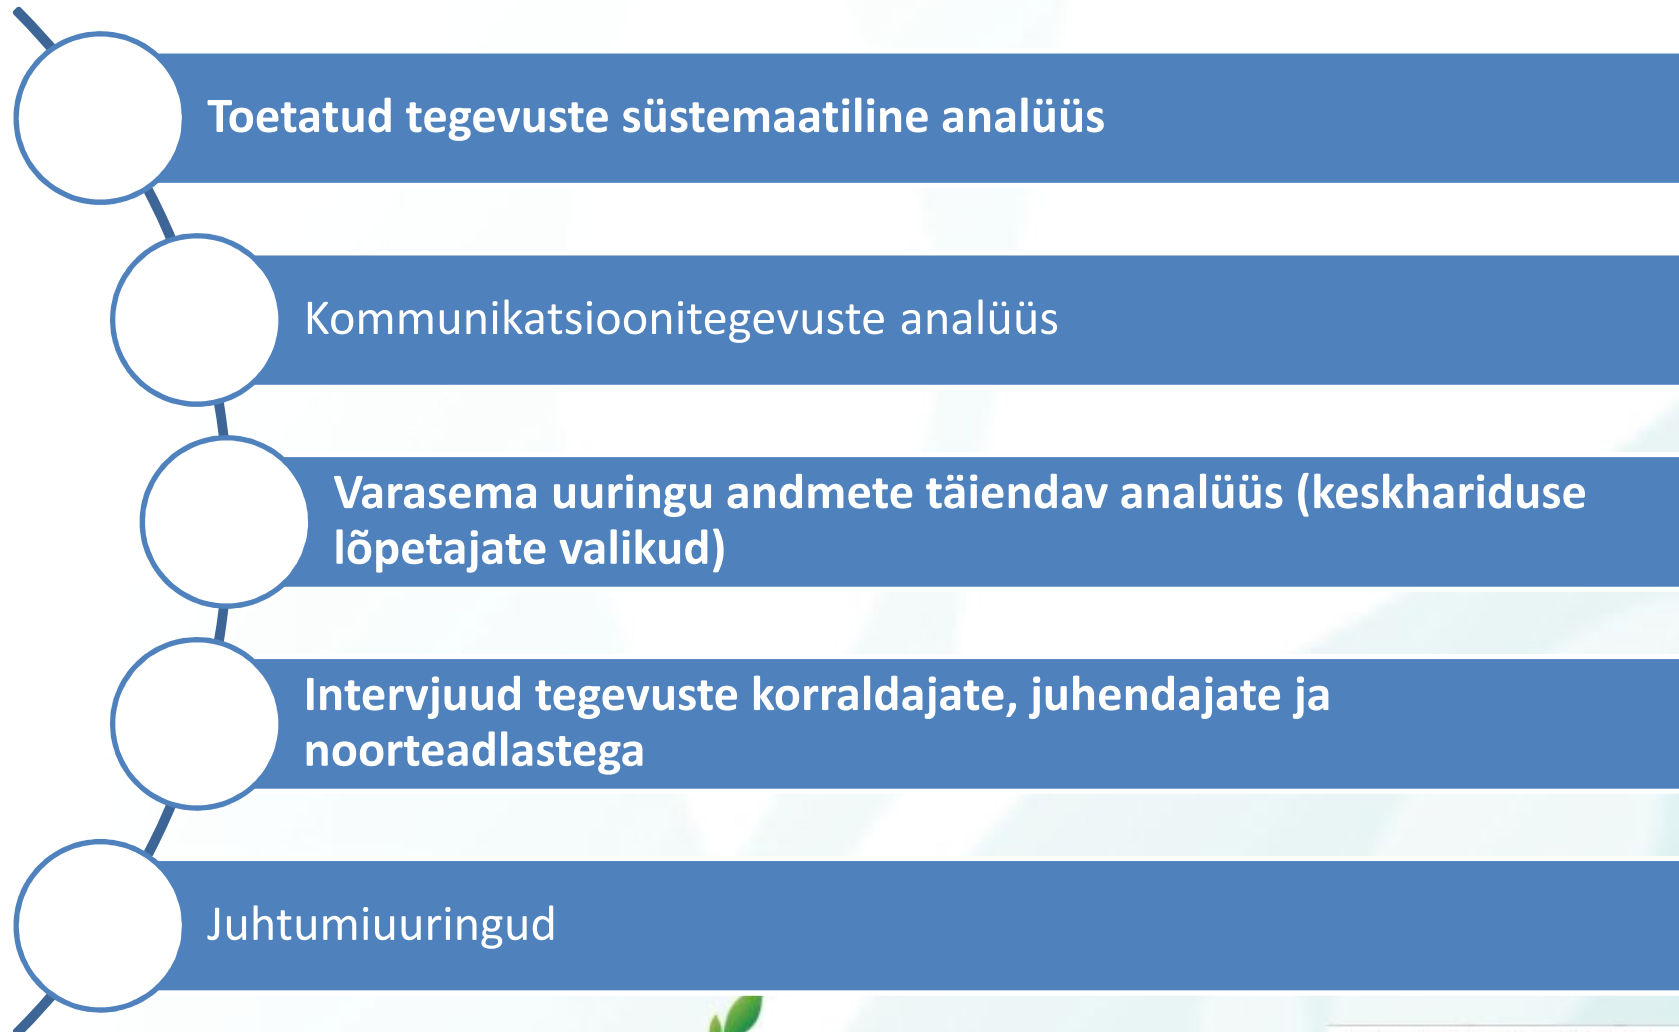 Toetatud tegevuste süstemaatiline analüüs
Kommunikatsioonitegevuste analüüs
Varasema uuringu andmete täiendav analüüs (keskhariduse
lõpetajate valikud)
Intervjuud tegevuste korraldajate, juhendajate ja
noorteadlastega
Juhtumiuuringud